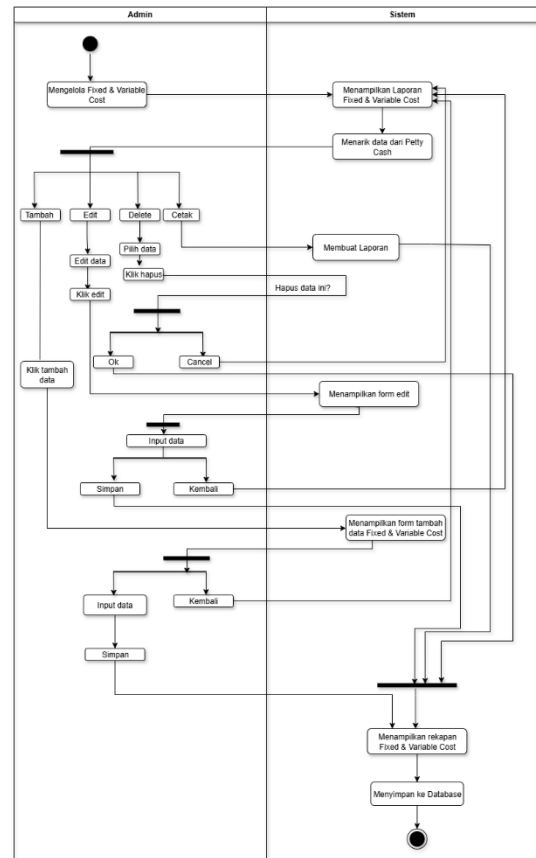 Admin
Sistem
Mengelola Fixed & Variable
Cost
Menampilkan Laporan
Fixed & Variable Cost
Menarik data dari Petty
Cash
Tambah
Edit
Delete
Cetak
Edit data
Pilih data
Membuat Laporan
Klik edit
Klik hapus
Hapus data ini?
Ok
Cancel
Klik tambah
data
Menampilkan form edit
Input data
Simpan
Kembali
Menampilkan form tambah
data Fixed & Variable Cost
Input data
Kembali
Simpan
Menampilkan rekapan
Fixed & Variable Cost
Menyimpan ke Database